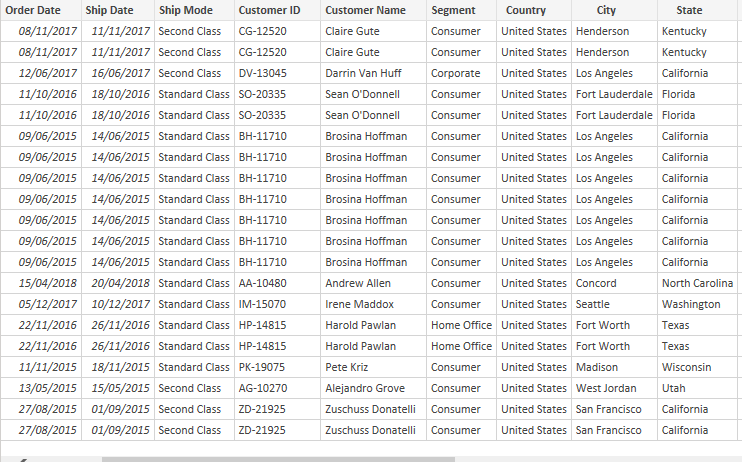 Order Date Ship Date Ship Mode Customer ID Customer Name Segment Country City State
08/11/2017 11/11/2017 Second Class CG-12520 Claire Gute Consumer United States Henderson Kentucky
08/11/2017 11/11/2017 Second Class CG-12520 Claire Gute Consumer United States Henderson Kentucky
12/06/2017 16/06/2017 Second Class DV-13045 Darrin Van Huff Corporate United States Los Angeles California
11/10/2016 18/10/2016 Standard Class SO-20335 Sean O'Donnell Consumer United States Fort Lauderdale Florida
11/10/2016 18/10/2016 Standard Class SO-20335 Sean O'Donnell Consumer United States Fort Lauderdale Florida
09/06/2015 14/06/2015 Standard Class BH-11710 Brosina Hoffman Consumer United States Los Angeles California
09/06/2015 14/06/2015 Standard Class BH-11710 Brosina Hoffman Consumer United States Los Angeles California
09/06/2015 14/06/2015 Standard Class BH-11710 Brosina Hoffman Consumer United States Los Angeles California
09/06/2015 14/06/2015 Standard Class BH-11710 Brosina Hoffman Consumer United States Los Angeles California
09/06/2015 14/06/2015 Standard Class BH-11710 Brosina Hoffman Consumer United States Los Angeles California
09/06/2015 14/06/2015 Standard Class BH-11710 Brosina Hoffman Consumer United States Los Angeles California
09/06/2015 14/06/2015 Standard Class BH-11710 Brosina Hoffman Consumer United States Los Angeles California
15/04/2018 20/04/2018 Standard Class AA-10480 Andrew Allen Consumer United States Concord North Carolina
05/12/2017 10/12/2017 Standard Class IM-15070 Irene Maddox Consumer United States Seattle Washington
22/11/2016 26/11/2016 Standard Class HP-14815 Harold Pawlan Home Office United States Fort Worth Texas
22/11/2016 26/11/2016 Standard Class HP-14815 Harold Pawlan Home Office United States Fort Worth Texas
11/11/2015 18/11/2015 Standard Class PK-19075 Pete Kriz Consumer United States Madison Wisconsin
13/05/2015 15/05/2015 Second Class AG-10270 Alejandro Grove Consumer United States West Jordan Utah
27/08/2015 01/09/2015 Second Class ZD-21925 Zuschuss Donatelli Consumer United States San Francisco California
27/08/2015 01/09/2015 Second Class ZD-21925 Zuschuss Donatelli Consumer United States San Francisco California